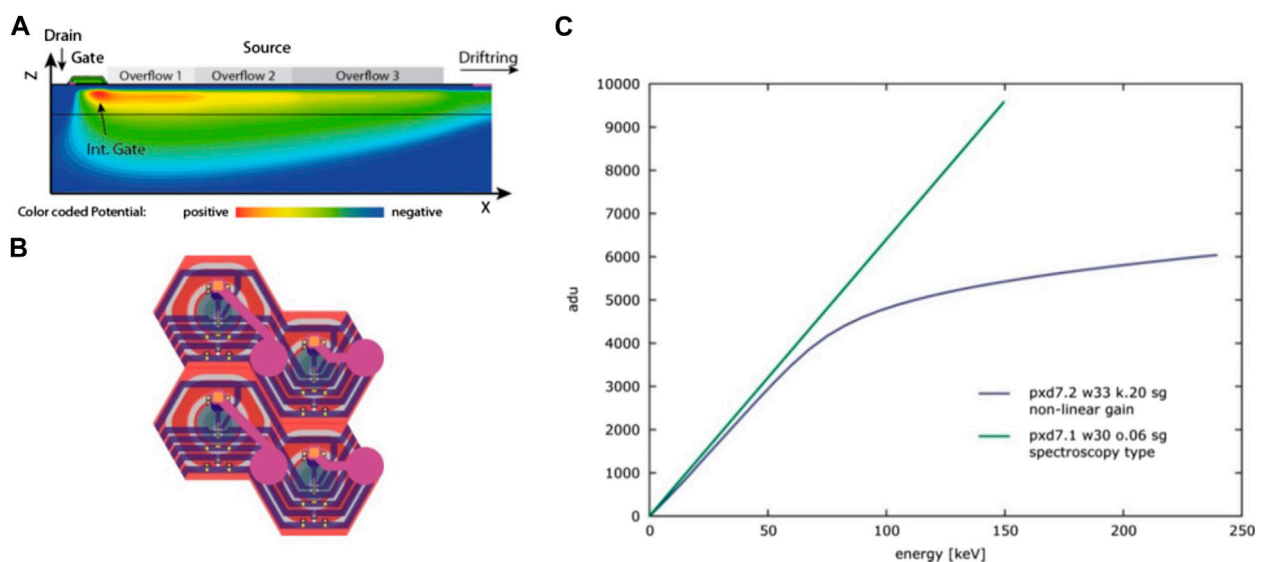 A
Drain
Gate
Source
Driftring
Z
Overflow 1
Overflow 2
Overflow 3
Int. Gate
X
Color coded Potential:
positive
negative
B
C
10000
9000
8000
7000
6000
5000
4000
3000
2000
1000
0
adu
pxd7.2 w33 k.20 sg
non-linear gain
pxd7.1 w30 o.06 sg
spectroscopy type
0
50
100
150
200
250
energy [keV]